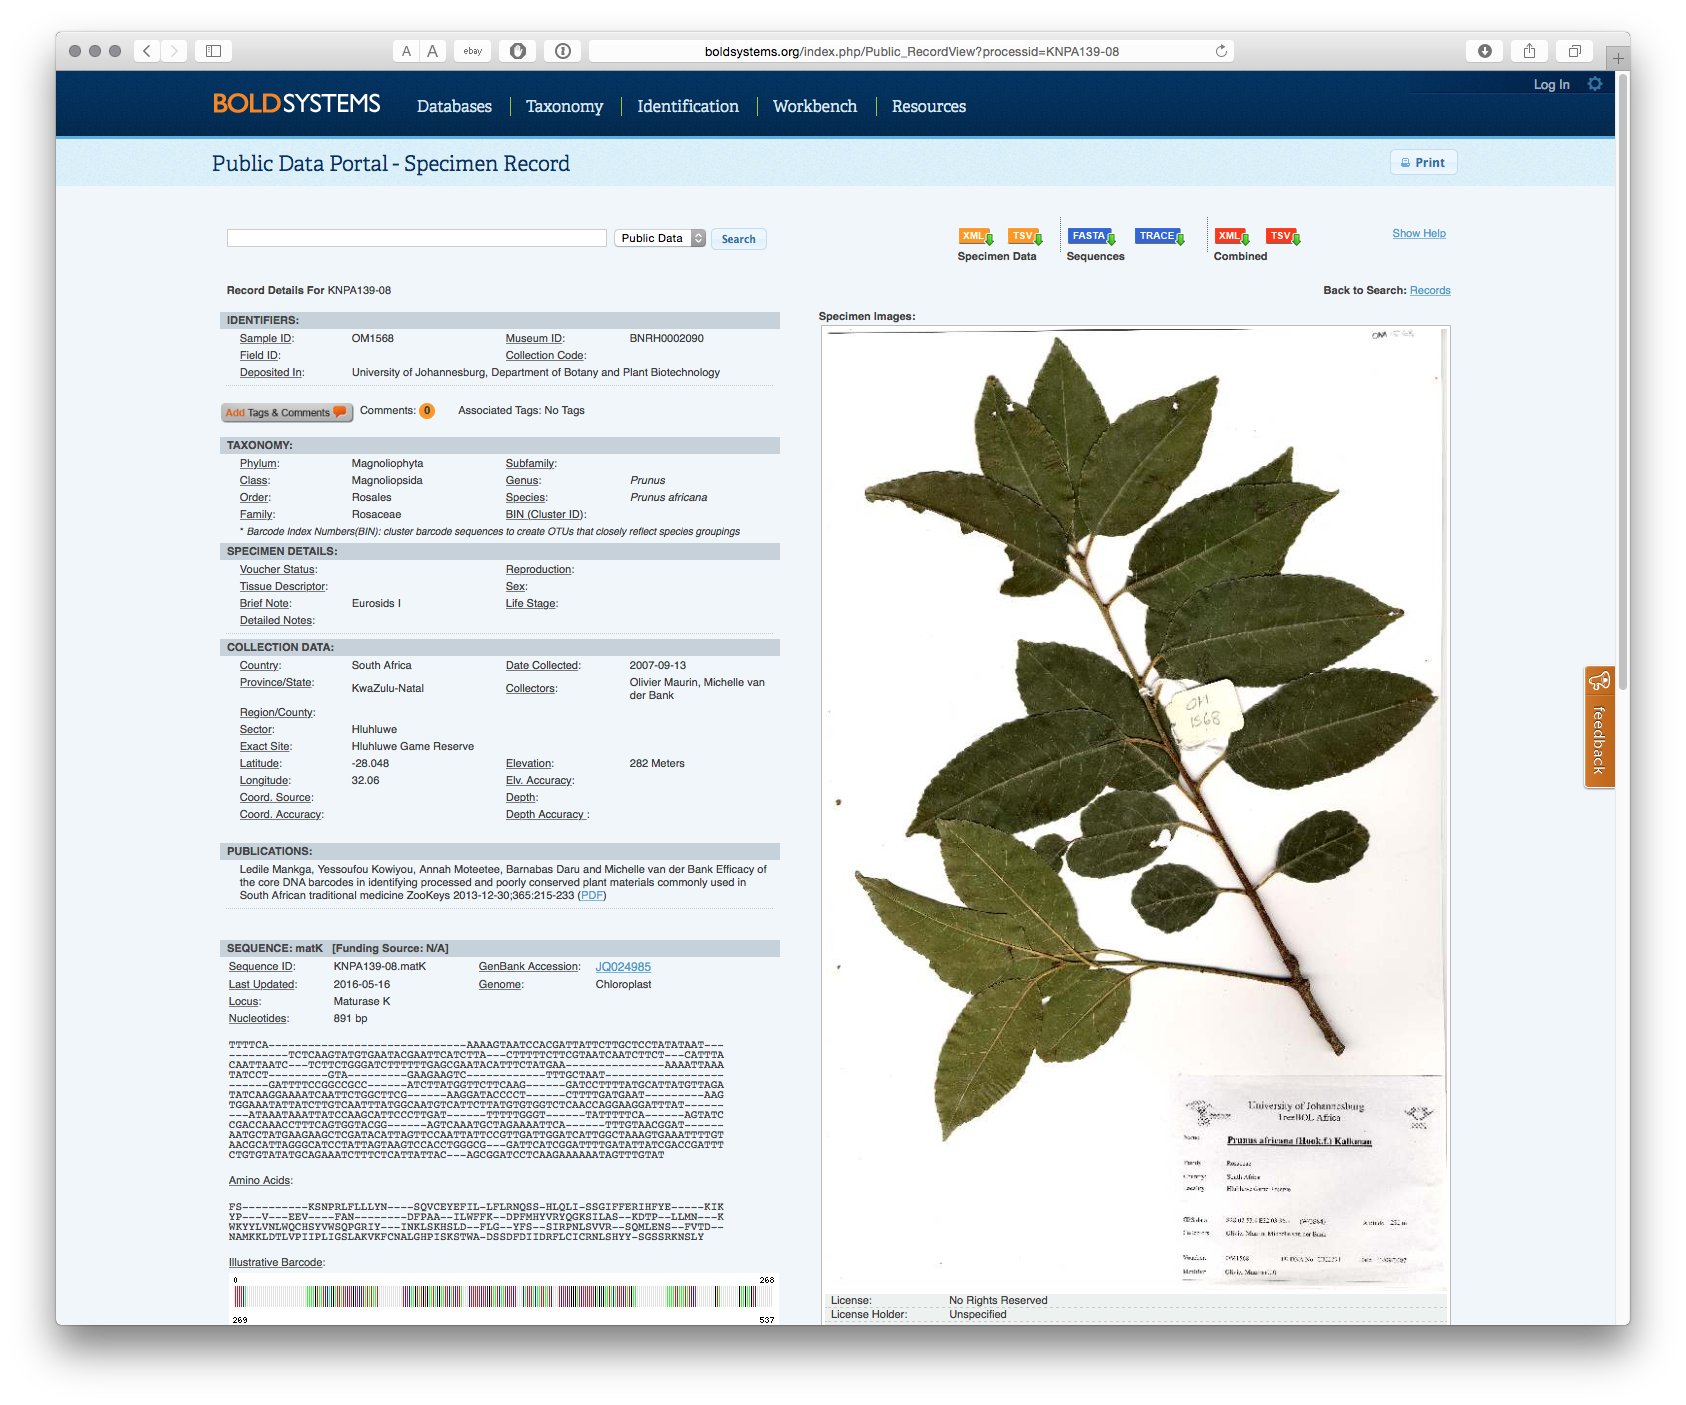 A A ebay boldsystems.org/index.php/Public_RecordView?processid=KNPA139-08
Log In
BOLDSYSTEMS Databases Taxonomy Identification Workbench Resources
Public Data Portal - Specimen Record
Print
Public Data Search
XML TSV FASTA TRACE XML TSV
Specimen Data Sequences Combined
Show Help
Record Details For KNPA139-08
Back to Search: Records
IDENTIFIERS:
Sample ID: OM1568 Museum ID: BNRH0002090
Field ID: Collection Code:
Deposited In: University of Johannesburg, Department of Botany and Plant Biotechnology
Add Tags & Comments Comments: 0 Associated Tags: No Tags
TAXONOMY:
Phylum: Magnoliophyta Subfamily:
Class: Magnoliopsida Genus: Prunus
Order: Rosales Species: Prunus africana
Family: Rosaceae BIN (Cluster ID):
* Barcode Index Numbers(BIN): cluster barcode sequences to create OTUs that closely reflect species groupings
SPECIMEN DETAILS:
Voucher Status: Reproduction:
Tissue Descriptor: Sex:
Brief Note: Eurosids I Life Stage:
Detailed Notes:
COLLECTION DATA:
Country: South Africa Date Collected: 2007-09-13
Province/State: KwaZulu-Natal Collectors: Olivier Maurin, Michelle van der Bank
Region/County:
Sector: Hluhluwe
Exact Site: Hluhluwe Game Reserve
Latitude: -28.048 Elevation: 282 Meters
Longitude: 32.06 Elv. Accuracy:
Coord. Source: Depth:
Coord. Accuracy: Depth Accuracy :
PUBLICATIONS:
Ledile Mankga, Yessoufou Kowiyou, Annah Moteetee, Barnabas Daru and Michelle van der Bank Efficacy of
the core DNA barcodes in identifying processed and poorly conserved plant materials commonly used in
South African traditional medicine ZooKeys 2013-12-30;365:215-233 (PDF)
SEQUENCE: matK [Funding Source: N/A]
Sequence ID: KNPA139-08.matK GenBank Accession: JQ024985
Last Updated: 2016-05-16 Genome: Chloroplast
Locus: Maturase K
Nucleotides: 891 bp
TTTTCA------------------------------AAAAGTAATCCACGATTATTCTTGCTCCTATATAAT---
---------TCTCAAGTATGTGAATACGAATTCATCTTA---CTTTTTCTTCGTAATCAATCTTCT---CATTTA
CAATTAATC---TCTTCTGGGATCTTTTTTGAGCGAATACATTTCTATGAA---------------AAAATTAAA
TATCCT---------GTA---------GAAGAAGTC------------TTTGCTAAT------------------
------GATTTTCCGGCCGCC------ATCTTATGGTTCTTCAAG------GATCCTTTTATGCATTATGTTAGA
TATCAAGGAAAATCAATTCTGGCTTCG------AAGGATACCCCT------CTTTTGATGAAT---------AAG
TGGAAATATTATCTTGTCAATTTATGGCAATGTCATTCTTATGTGTGGTCTCAACCAGGAAGGATTTAT------
---ATAAATAAATTATCCAAGCATTCCCTTGAT------TTTTTGGGT------TATTTTTCA------AGTATC
CGACCAAACCTTTCAGTGGTACGG------AGTCAAATGCTAGAAAATTCA------TTTGTAACGGAT------
AATGCTATGAAGAAGCTCGATACATTAGTTCCAATTATTCCGTTGATTGGATCATTGGCTAAAGTGAAATTTTGT
AACGCATTAGGGCATCCTATTAGTAAGTCCACCTGGGCG---GATTCATCGGATTTTGATATTATCGACCGATTT
CTGTGTATATGCAGAAATCTTTCTCATTATTAC---AGCGGATCCTCAAGAAAAAATAGTTTGTAT
Amino Acids:
FS----------KSNPRLFLLLYN----SQVCEYEFIL-LFLRNQSS-HLQLI-SSGIFFERIHFYE-----KIK
YP---V---EEV----FAN--------DFPAA--ILWFFK--DPFMHYVRYQGKSILAS--KDTP--LLMN---K
WKYYLVNLWQCHSYVWSQPGRIY---INKLSKHSLD--FLG--YFS--SIRPNLSVVR--SQMLENS--FVTD--
NAMKKLDTLVPIIPLIGSLAKVKFCNALGHPISKSTWA-DSSDFDIIDRFLCICRNLSHYY-SGSSRKNSLY
Illustrative Barcode:
0 268
269 537
Specimen Images:
OM 1568
OM
1568
University of Johannesburg
TreeBOL Africa
Prunus africana (Hook.f.) Kalkman
Rosaceae
South Africa
OM1568
License: No Rights Reserved
License Holder: Unspecified
feedback